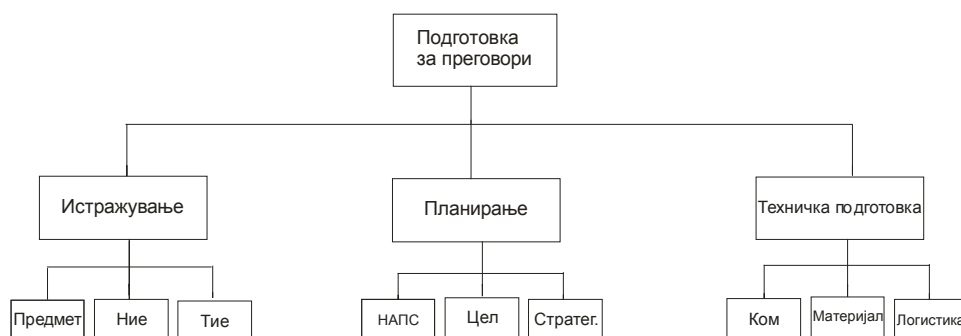 Подготовка
за преговори
Истражување
Планирање
Техничка подготовка
Предмет
Ние
Тие
НАПС
Цел
Стратег.
Ком
Материјал
Логистика